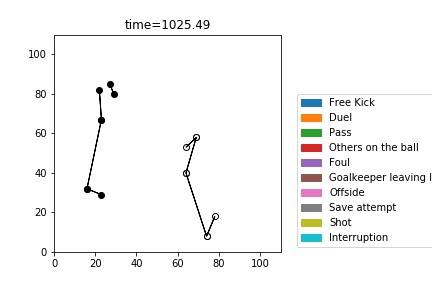 time=1025.49
100
80
60
40
20
0
0 20 40 60 80 100
Free Kick
Duel
Pass
Others on the ball
Foul
Goalkeeper leaving l
Offside
Save attempt
Shot
Interruption